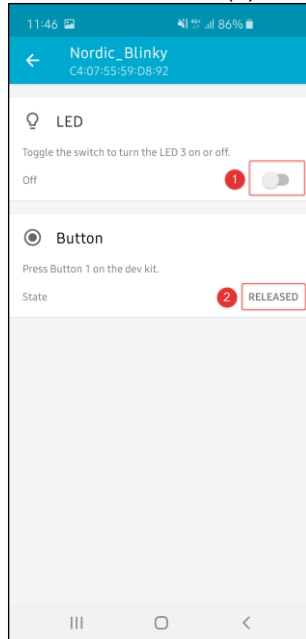 11:46 86%
Nordic_Blinky
C4:07:55:59:D8:92
LED
Toggle the switch to turn the LED 3 on or off.
Off 1
Button
Press Button 1 on the dev kit.
State 2 RELEASED